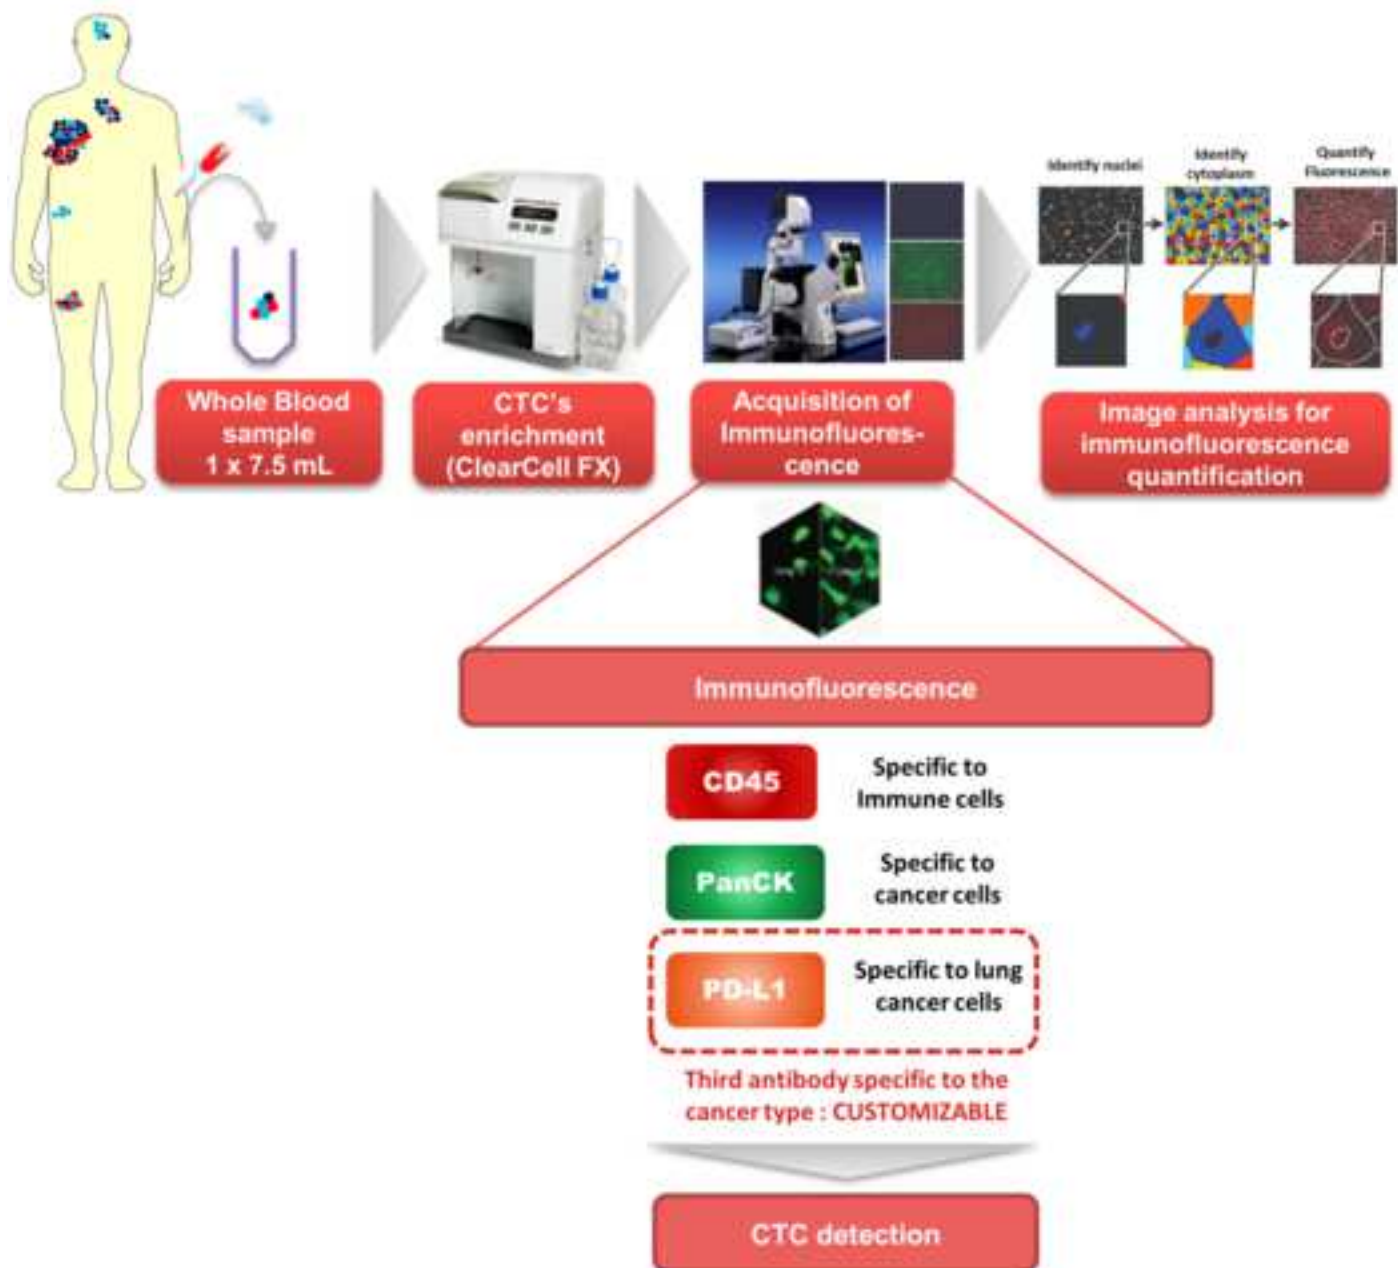 Identify nuclei
Identify
cytoplasm
Quantify
Fluorescence
Whole Blood
sample
1 x 7.5 mL
CTC's
enrichment
(ClearCell FX)
Acquisition of
Immunofluores-
cence
Image analysis for
immunofluorescence
quantification
Immunofluorescence
CD45
Specific to
Immune cells
PanCK
Specific to
cancer cells
PD-L1
Specific to lung
cancer cells
Third antibody specific to the
cancer type : CUSTOMIZABLE
CTC detection